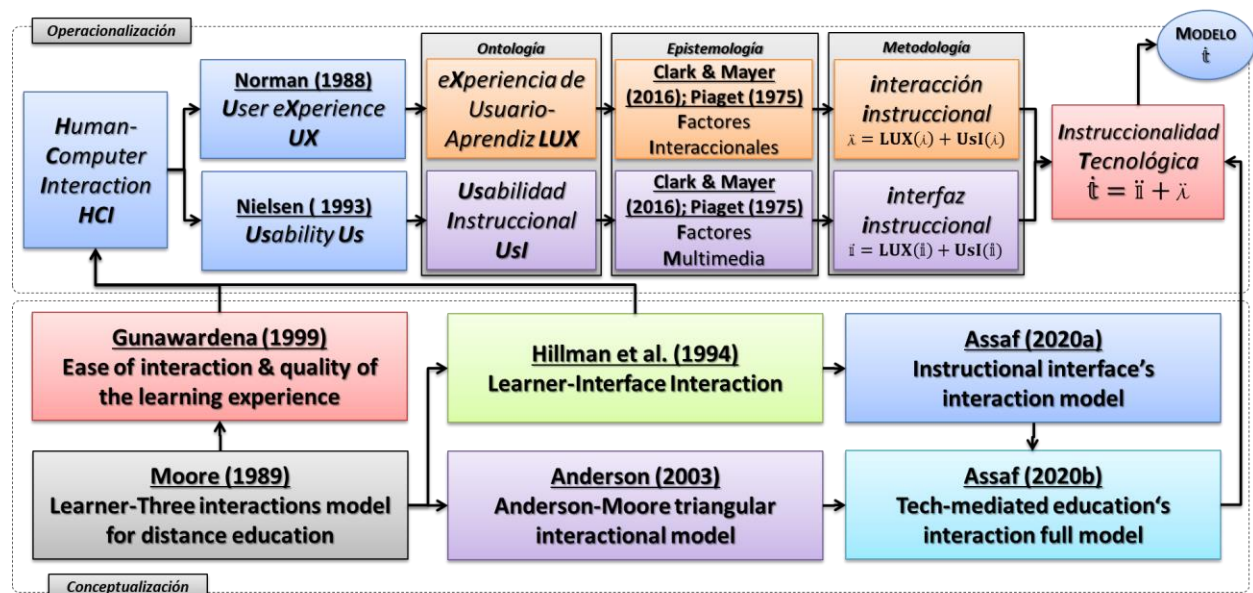 Operacionalización
MODELO
ṫ
Ontología
Epistemología
Metodología
Human-
Computer
Interaction
HCI
Norman (1988)
User eXperience
UX
Nielsen ( 1993)
Usability Us
eXperiencia de
Usuario-
Aprendiz LUX
Usabilidad
Instruccional
UsI
Clark & Mayer
(2016); Piaget (1975)
Factores
Interaccionales
Clark & Mayer
(2016); Piaget (1975)
Factores
Multimedia
interacción
instruccional
ÿ = LUX(𝑖) + UsI(𝑖)
interfaz
instruccional
ïi = LUX(ii) + UsI(ii)
Instruccionalidad
Tecnológica
ṫ = ïi + ÿ
Gunawardena (1999)
Ease of interaction & quality of
the learning experience
Hillman et al. (1994)
Learner-Interface Interaction
Assaf (2020a)
Instructional interface's
interaction model
Moore (1989)
Learner-Three interactions model
for distance education
Anderson (2003)
Anderson-Moore triangular
interactional model
Assaf (2020b)
Tech-mediated education‘s
interaction full model
Conceptualización